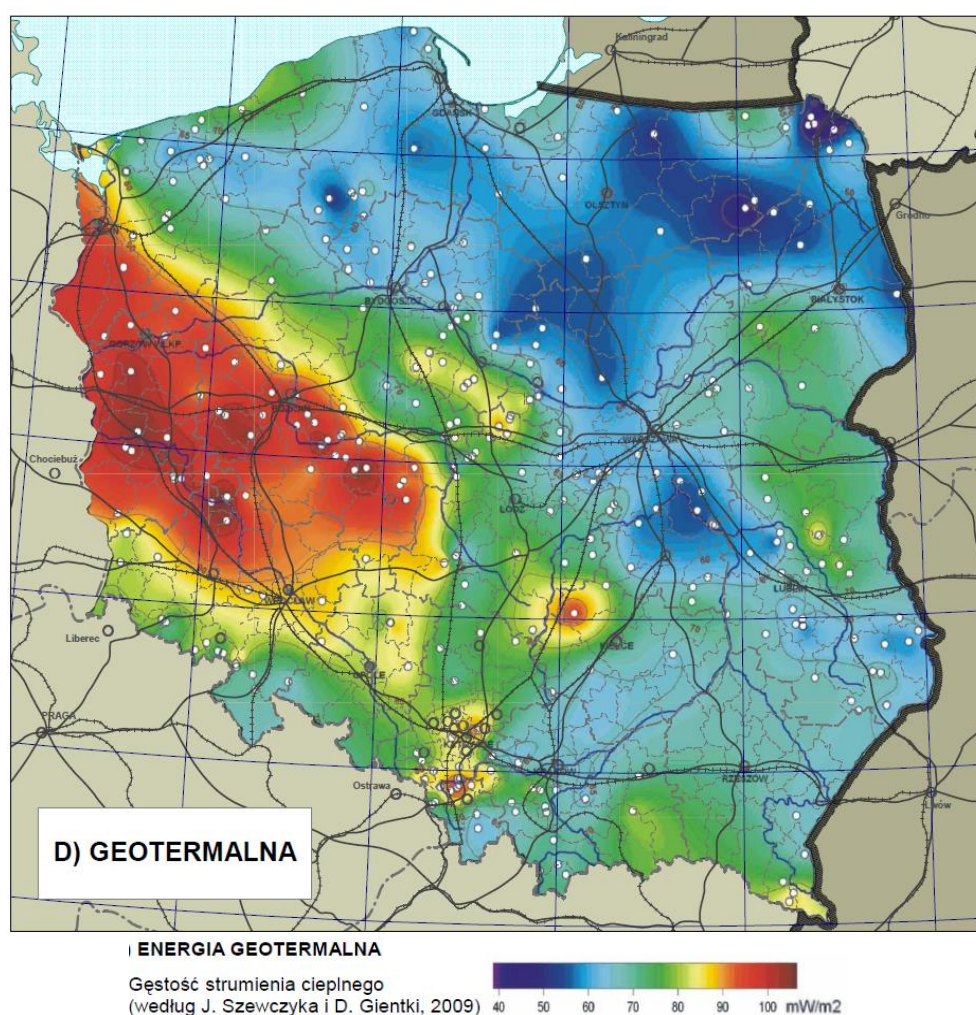 Kaliningrad
GDAŃSK
Grodno
OLSZTYN
BYDGOSZCZ
BIAŁYSTOK
GORZÓW WLKP
WARSZAWA
Chociebuż
ŁÓDŹ
WROCŁAW
LUBLIN
Liberec
KIELCE
OPOLE
PRAGA
Ostrawa
RZESZÓW
Lwów
D) GEOTERMALNA
) ENERGIA GEOTERMALNA
Gęstość strumienia cieplnego
(według J. Szewczyka i D. Gientki, 2009)
40 50 60 70 80 90 100 mW/m2